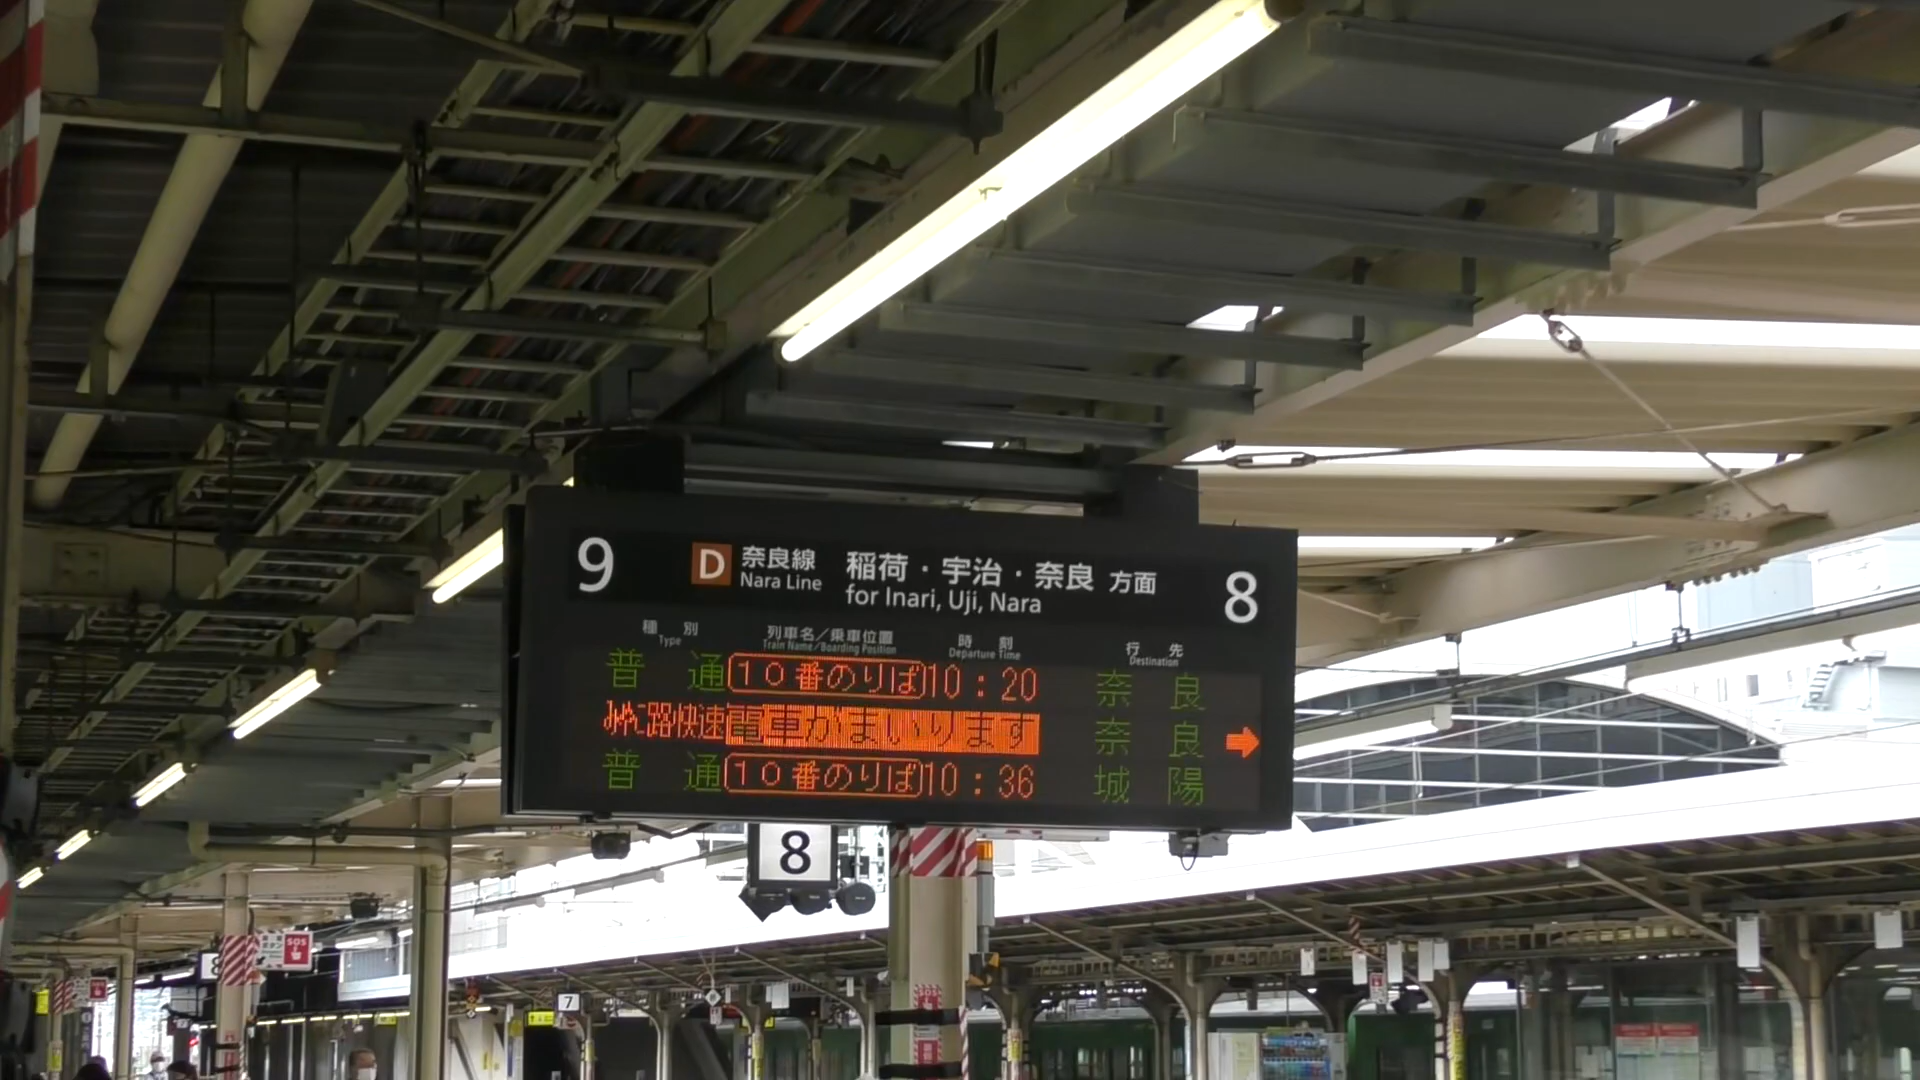 9 D 奈良線 稲荷・宇治・奈良 方面 8
Nara Line for Inari, Uji, Nara
種別 列車名/乗車位置 時刻 行先
Type Train Name/Boarding Position Departure Time Destination
普通 10番のりば 10:20 奈良
みやこ路快速 電車がまいります 奈良 →
普通 10番のりば 10:36 城陽
8
SOS
7
SOS